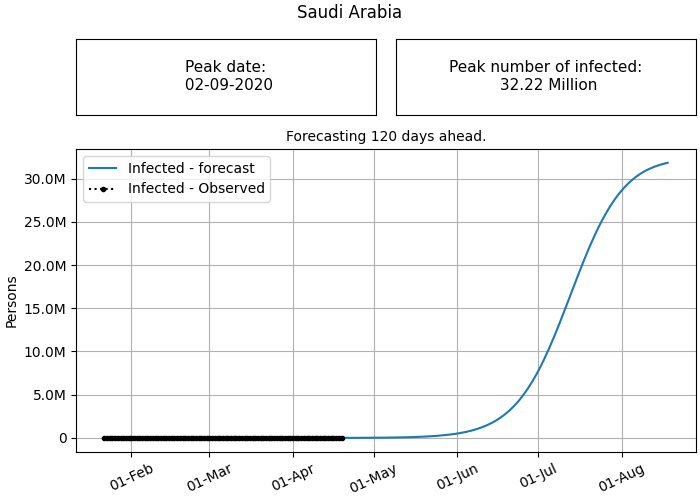 Saudi Arabia
Peak date:
02-09-2020
Peak number of infected:
32.22 Million
Forecasting 120 days ahead.
Infected - forecast
Infected - Observed
30.0M
25.0M
20.0M
15.0M
10.0M
5.0M
0
Persons
01-Feb
01-Mar
01-Apr
01-May
01-Jun
01-Jul
01-Aug